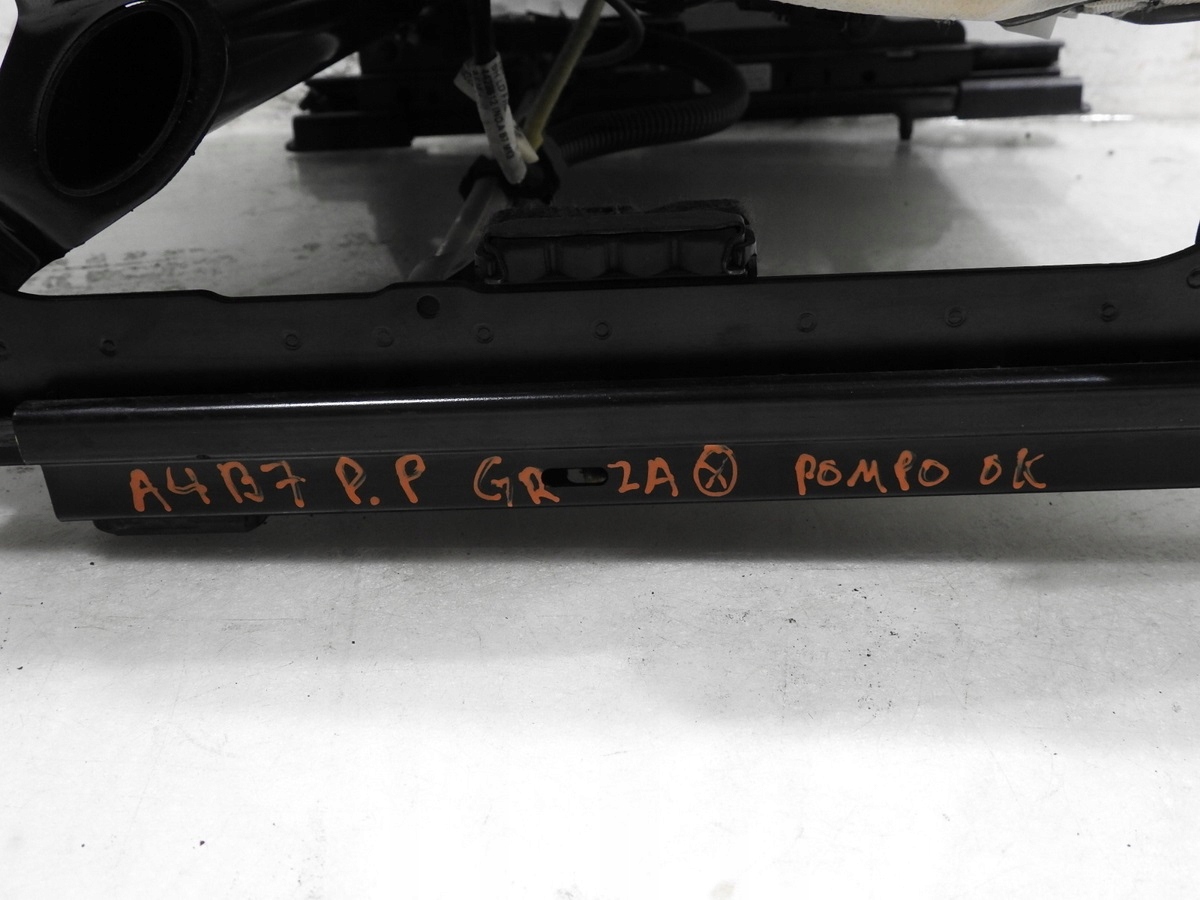 A4B7 P.P GR 2A ⓧ POMPO OK